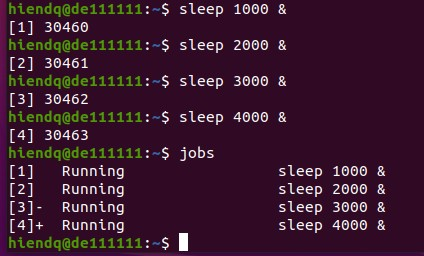 hiendq@de111111:~$ sleep 1000 &
[1] 30460
hiendq@de111111:~$ sleep 2000 &
[2] 30461
hiendq@de111111:~$ sleep 3000 &
[3] 30462
hiendq@de111111:~$ sleep 4000 &
[4] 30463
hiendq@de111111:~$ jobs
[1]   Running                 sleep 1000 &
[2]   Running                 sleep 2000 &
[3]-  Running                 sleep 3000 &
[4]+  Running                 sleep 4000 &
hiendq@de111111:~$